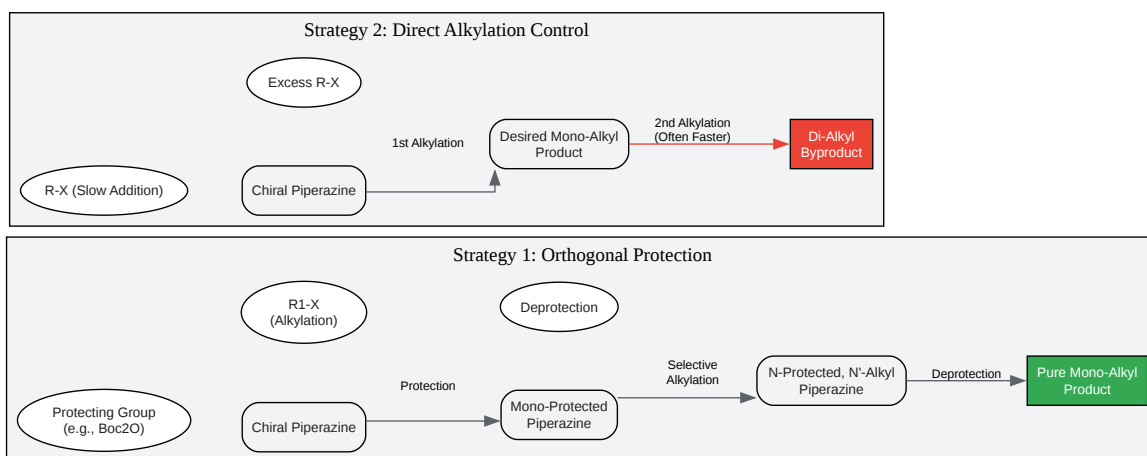 Strategy 2: Direct Alkylation Control
Excess R-X
1st Alkylation
Desired Mono-Alkyl
Product
2nd Alkylation
(Often Faster)
Di-Alkyl
Byproduct
R-X (Slow Addition)
Chiral Piperazine
Strategy 1: Orthogonal Protection
R1-X
(Alkylation)
Deprotection
Protecting Group
(e.g., Boc2O)
Chiral Piperazine
Protection
Mono-Protected
Piperazine
Selective
Alkylation
N-Protected, N'-Alkyl
Piperazine
Deprotection
Pure Mono-Alkyl
Product